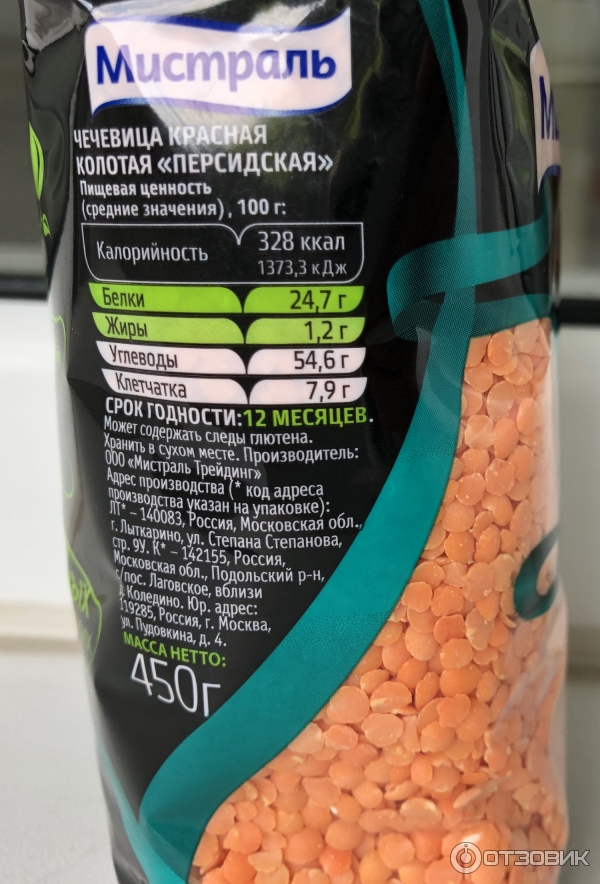 Мистраль
ЧЕЧЕВИЦА КРАСНАЯ
КОЛОТАЯ «ПЕРСИДСКАЯ»
Пищевая ценность
(средние значения), 100 г:
Калорийность 328 ккал
1373,3 кДж
Белки 24,7 г
Жиры 1,2 г
Углеводы 54,6 г
Клетчатка 7,9 г
СРОК ГОДНОСТИ: 12 МЕСЯЦЕВ.
Может содержать следы глютена.
Хранить в сухом месте. Производитель:
ООО «Мистраль Трейдинг»
Адрес производства (* код адреса
производства указан на упаковке):
ЛТ* – 140083, Россия, Московская обл.,
г. Лыткарино, ул. Степана Степанова,
стр. 9У. К* – 142155, Россия,
Московская обл., Подольский р-н,
с/пос. Лаговское, вблизи
д. Коледино. Юр. адрес:
119285, Россия, г. Москва,
ул. Пудовкина, д. 4.
МАССА НЕТТО:
450г
ОТЗОВИК